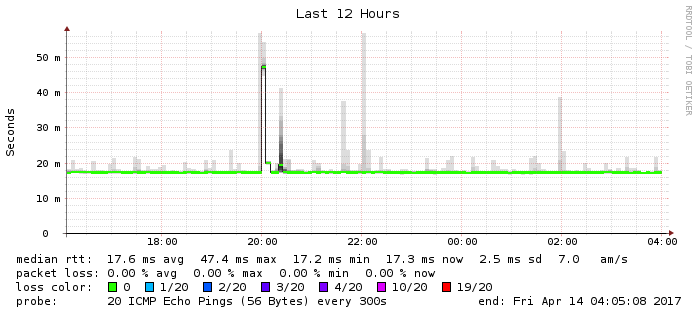 Last 12 Hours
RRDTOOL / TOBI OETIKER
Seconds
50 m
40 m
30 m
20 m
10 m
0
18:00 20:00 22:00 00:00 02:00 04:00
median rtt: 17.6 ms avg 47.4 ms max 17.2 ms min 17.3 ms now 2.5 ms sd 7.0 am/s
packet loss: 0.00 % avg 0.00 % max 0.00 % min 0.00 % now
loss color: 0 1/20 2/20 3/20 4/20 10/20 19/20
probe: 20 ICMP Echo Pings (56 Bytes) every 300s end: Fri Apr 14 04:05:08 2017